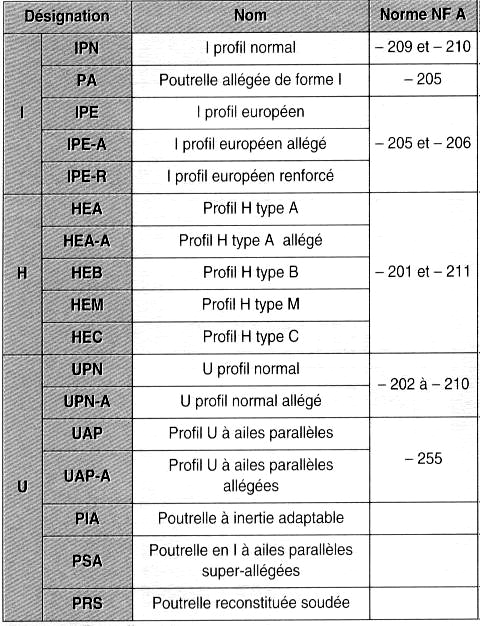 Désignation Nom Norme NF A
I IPN I profil normal – 209 et – 210
PA Poutrelle allégée de forme I – 205
IPE I profil européen
IPE-A I profil européen allégé – 205 et – 206
IPE-R I profil européen renforcé
H HEA Profil H type A
HEA-A Profil H type A allégé
HEB Profil H type B – 201 et – 211
HEM Profil H type M
HEC Profil H type C
U UPN U profil normal – 202 à – 210
UPN-A U profil normal allégé
UAP Profil U à ailes parallèles – 255
UAP-A Profil U à ailes parallèles
allégées
PIA Poutrelle à inertie adaptable
PSA Poutrelle en I à ailes parallèles
super-allégées
PRS Poutrelle reconstituée soudée